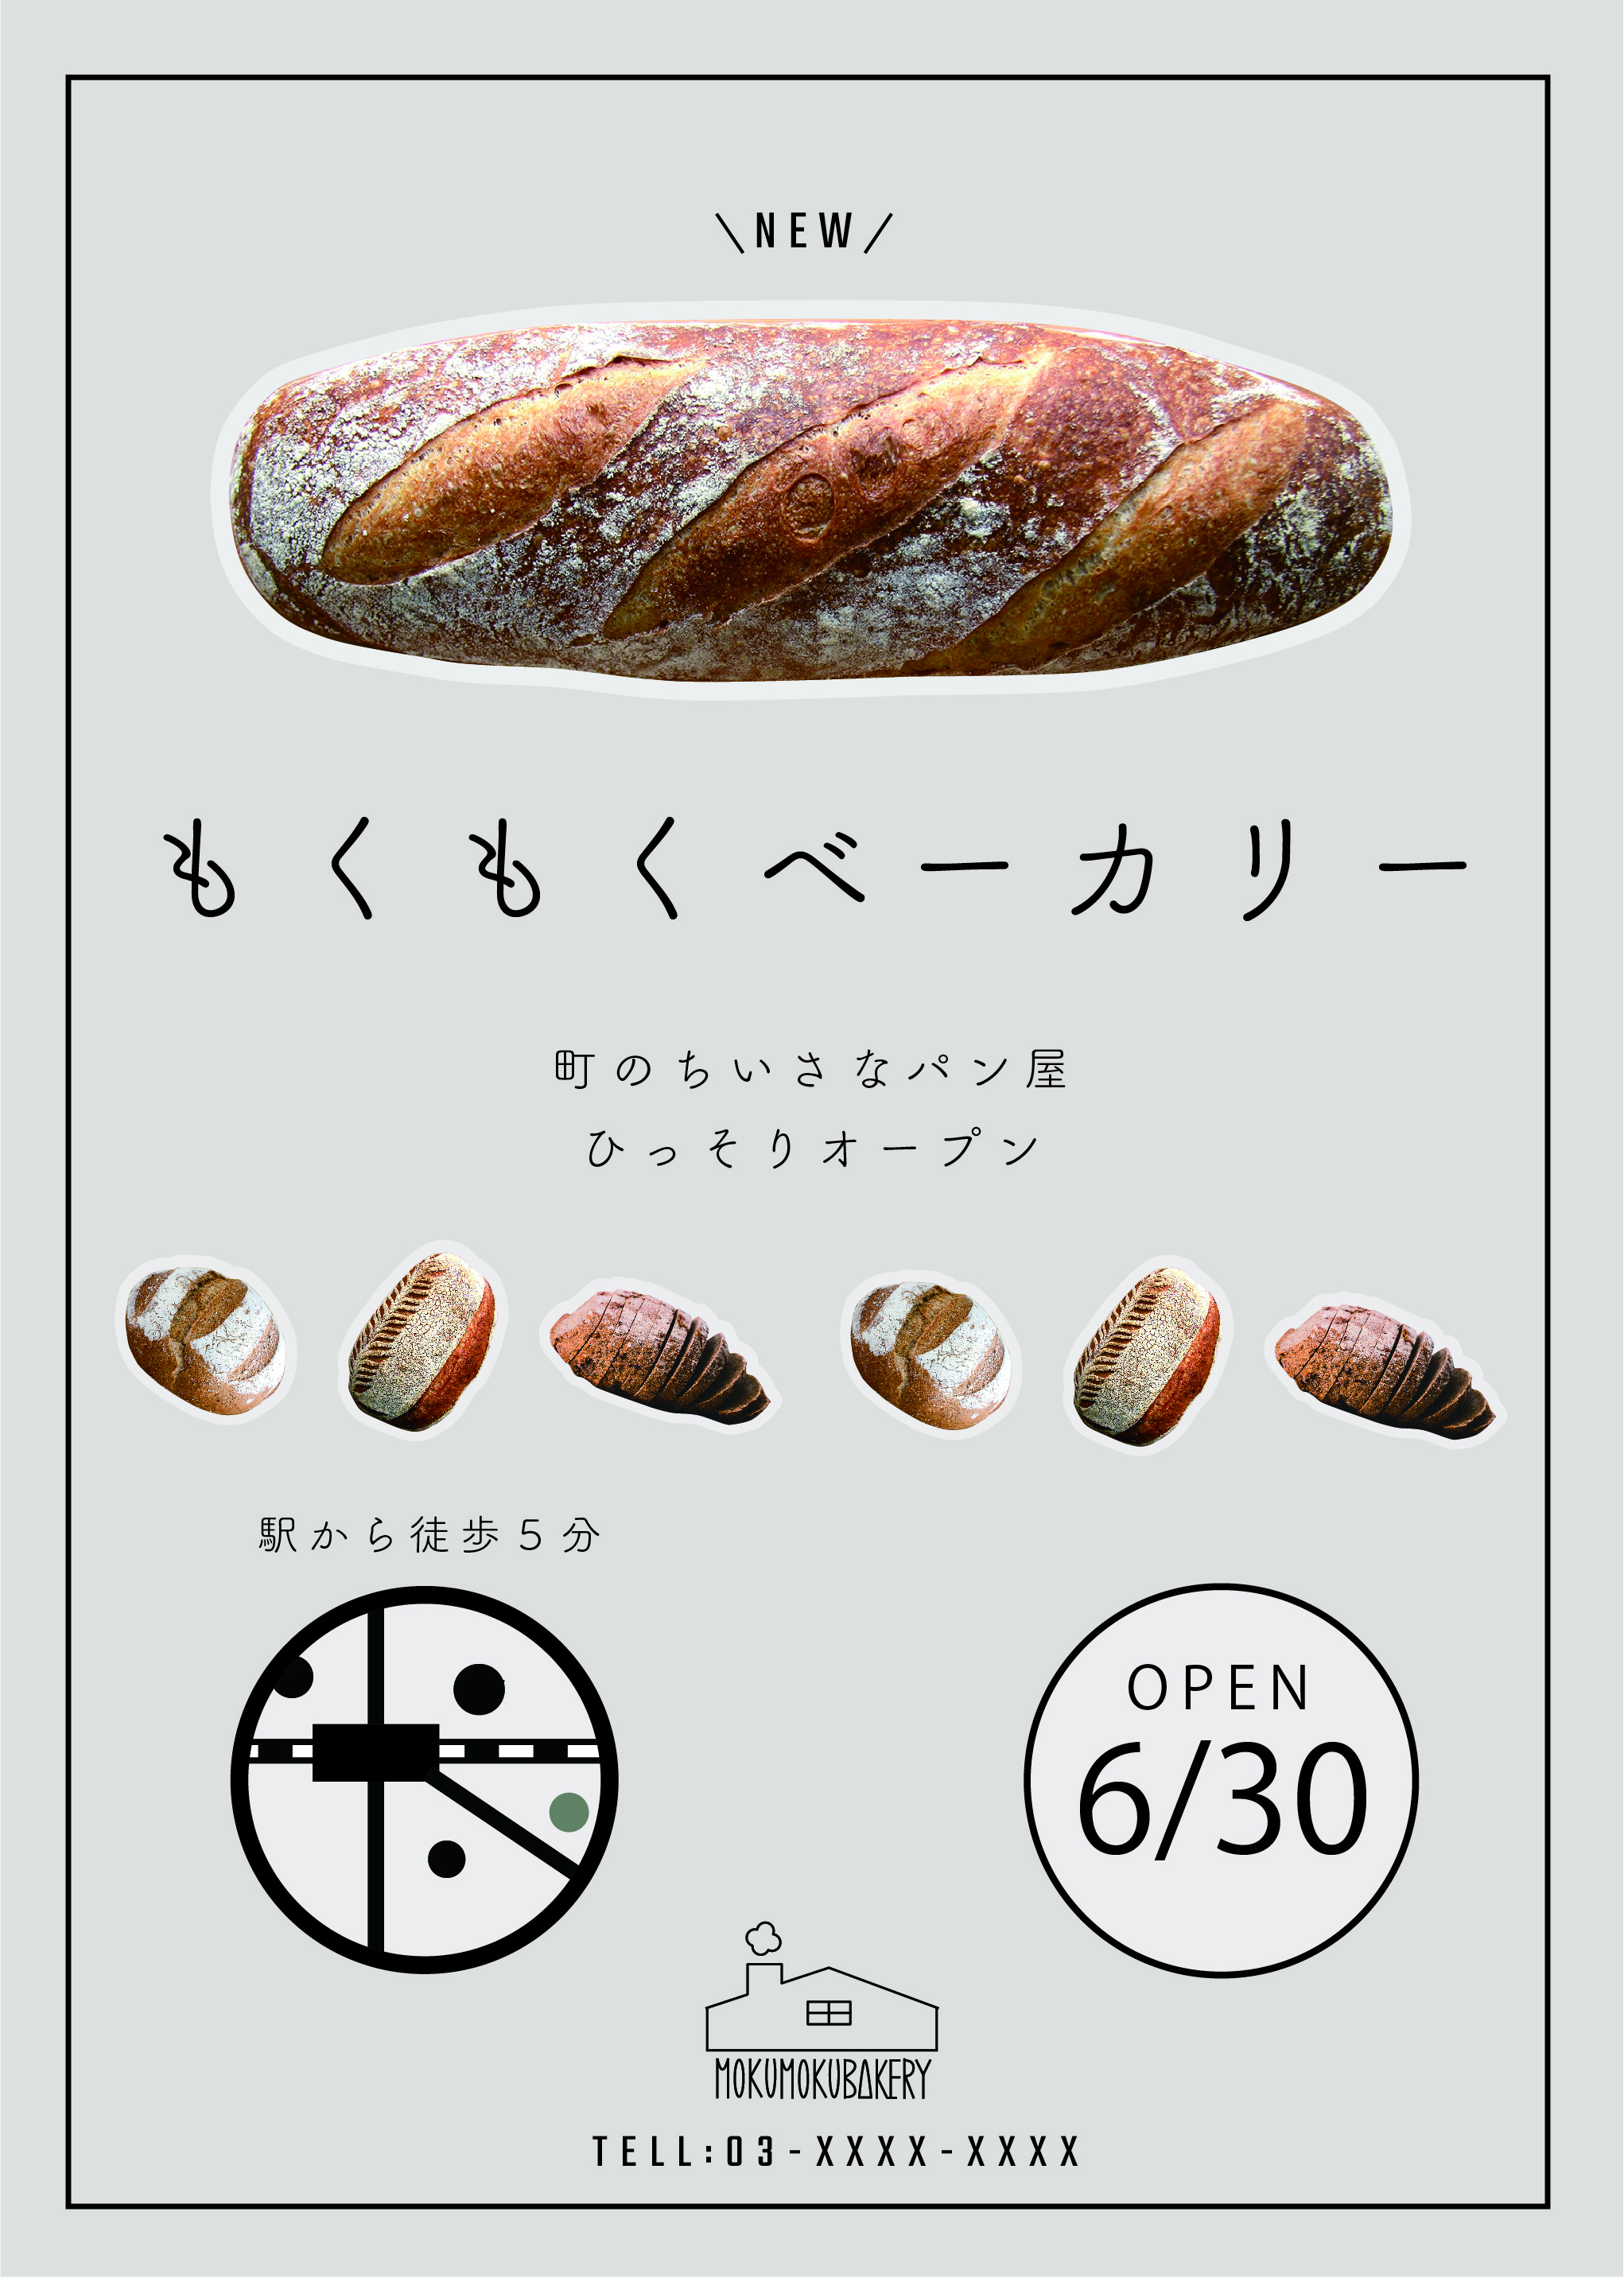 \NEW/
もくもくベーカリー
町のちいさなパン屋
ひっそりオープン
駅から徒歩５分
OPEN
6/30
MOKUMOKUBAKERY
TELL:03-XXXX-XXXX